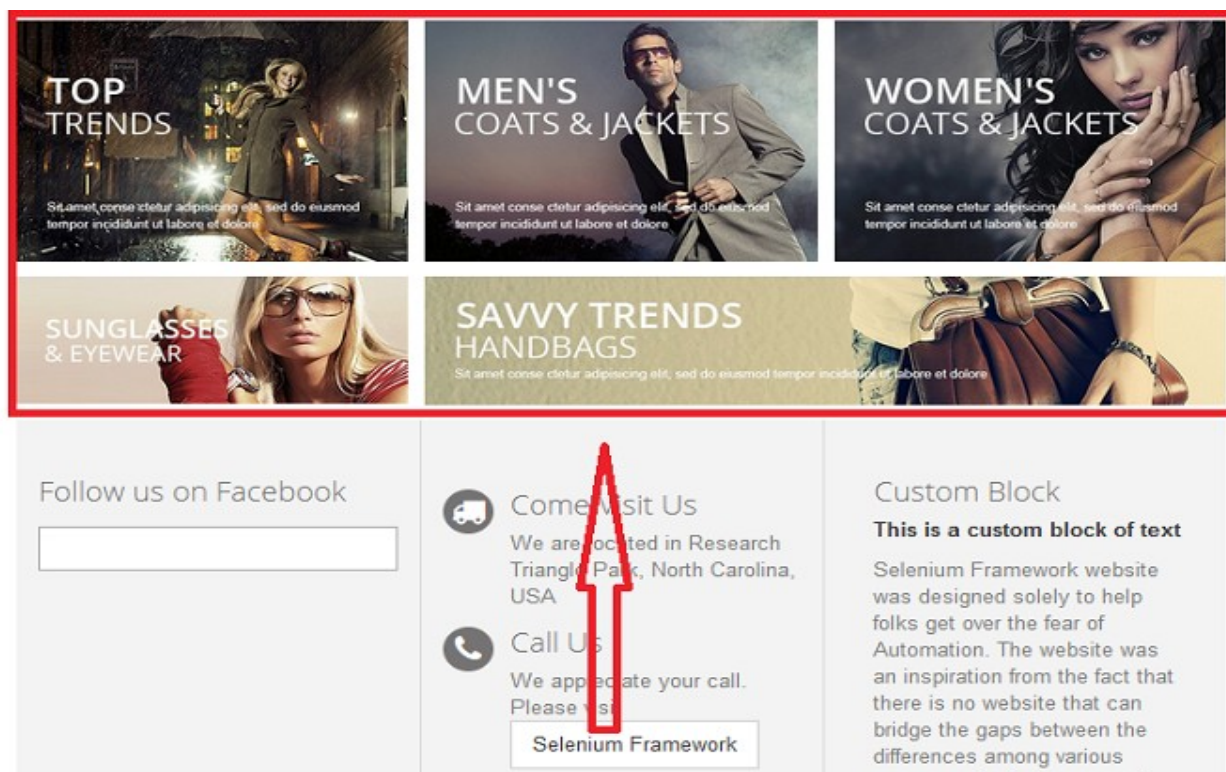 TOP
TRENDS
Sit amet conse ctetur adipisicing elit, sed do eiusmod
tempor incididunt ut labore et dolore
MEN'S
COATS & JACKETS
Sit amet conse ctetur adipisicing elit, sed do eiusmod
tempor incididunt ut labore et dolore
WOMEN'S
COATS & JACKETS
Sit amet conse ctetur adipisicing elit, sed do eiusmod
tempor incididunt ut labore et dolore
SUNGLASSES
& EYEWEAR
SAVVY TRENDS
HANDBAGS
Sit amet conse ctetur adipisicing elit, sed do eiusmod tempor incididunt ut labore et dolore
Follow us on Facebook
Come Visit Us
We are located in Research
Triangle Park, North Carolina,
USA
Call Us
We appreciate your call.
Please visit
Selenium Framework
Custom Block
This is a custom block of text
Selenium Framework website
was designed solely to help
folks get over the fear of
Automation. The website was
an inspiration from the fact that
there is no website that can
bridge the gaps between the
differences among various